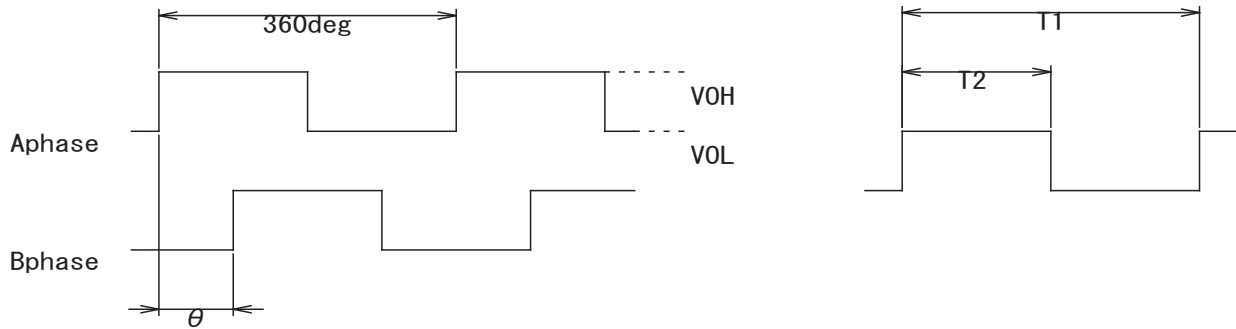 360deg
T1
T2
VOH
Aphase
VOL
Bphase
θ